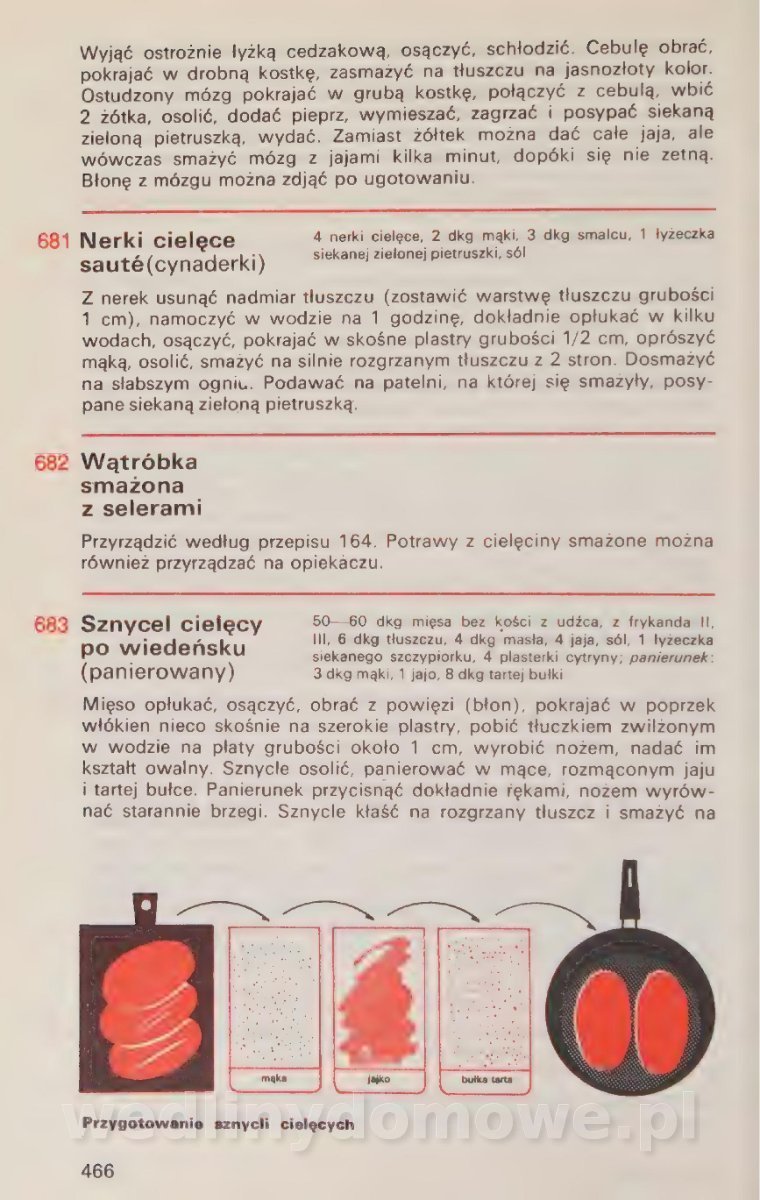 Wyjąć ostrożnie łyżką cedzakową, osączyć, schłodzić. Cebulę obrać,
pokrajać w drobną kostkę, zasmażyć na tłuszczu na jasnozłoty kolor.
Ostudzony mózg pokrajać w grubą kostkę, połączyć z cebulą, wbić
2 żółtka, osolić, dodać pieprz, wymieszać, zagrzać i posypać siekaną
zieloną pietruszką, wydać. Zamiast żółtek można dać całe jaja, ale
wówczas smażyć mózg z jajami kilka minut, dopóki się nie zetną.
Błonę z mózgu można zdjąć po ugotowaniu.
681 Nerki cielęce
sauté(cynaderki)
4 nerki cielęce, 2 dkg mąki, 3 dkg smalcu, 1 łyżeczka
siekanej zielonej pietruszki, sól
Z nerek usunąć nadmiar tłuszczu (zostawić warstwę tłuszczu grubości
1 cm), namoczyć w wodzie na 1 godzinę, dokładnie opłukać w kilku
wodach, osączyć, pokrajać w skośne plastry grubości 1/2 cm, oprószyć
mąką, osolić, smażyć na silnie rozgrzanym tłuszczu z 2 stron. Dosmażyć
na słabszym ogniu. Podawać na patelni, na której się smażyły, posy-
pane siekaną zieloną pietruszką.
682 Wątróbka
smażona
z selerami
Przyrządzić według przepisu 164. Potrawy z cielęciny smażone można
również przyrządzać na opiekaczu.
683 Sznycel cielęcy
po wiedeńsku
(panierowany)
50—60 dkg mięsa bez kości z udźca, z frykanda II,
III, 6 dkg tłuszczu, 4 dkg masła, 4 jaja, sól, 1 łyżeczka
siekanego szczypiorku, 4 plasterki cytryny; panierunek:
3 dkg mąki, 1 jajo, 8 dkg tartej bułki
Mięso opłukać, osączyć, obrać z powięzi (błon), pokrajać w poprzek
włókien nieco skośnie na szerokie plastry, pobić tłuczkiem zwilżonym
w wodzie na płaty grubości około 1 cm, wyrobić nożem, nadać im
kształt owalny. Sznycle osolić, panierować w mące, rozmąconym jaju
i tartej bułce. Panierunek przycisnąć dokładnie rękami, nożem wyrów-
nać starannie brzegi. Sznycle kłaść na rozgrzany tłuszcz i smażyć na
mąka
jajko
bułka tarta
wedlinydomowe.pl
Przygotowanie sznycli cielęcych
466